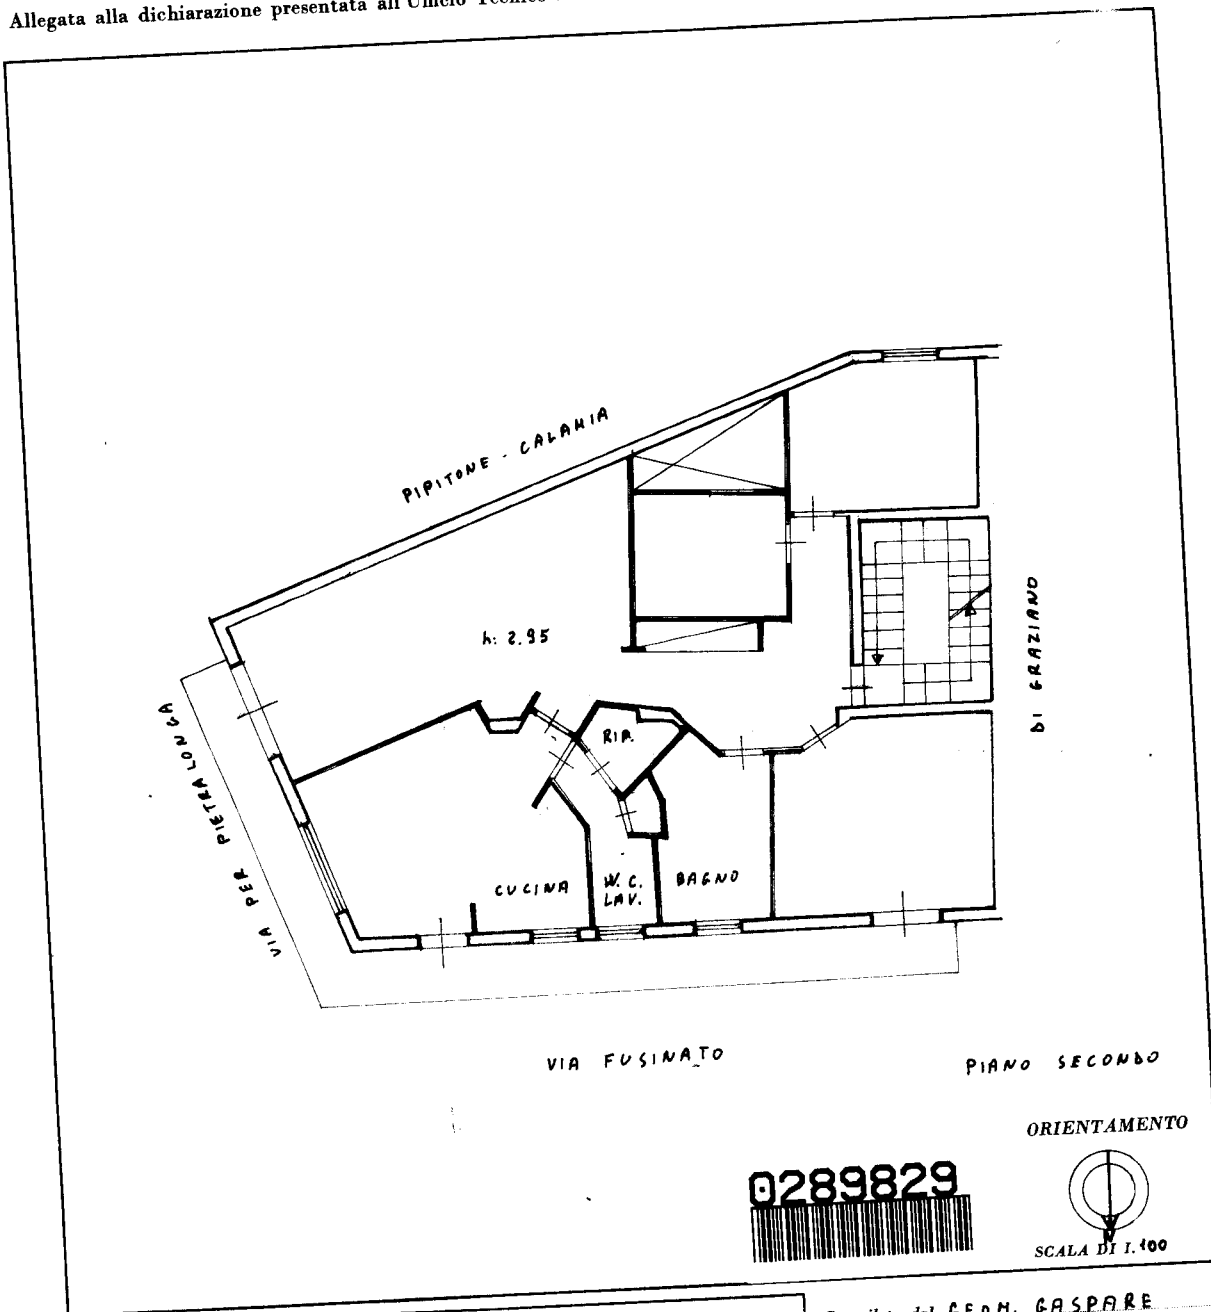 Allegata alla dichiarazione presentata all'Ufficio Tecnico
PIPITONE - CALAMIA
h: 2.95
DI GRAZIANO
VIA PER PIETRALONGA
RIP.
CUCINA
W.C.
LAV.
BAGNO
VIA FUSINATO
PIANO SECONDO
ORIENTAMENTO
N
0289829
SCALA DI 1.100
dal GEOM. GASPARE